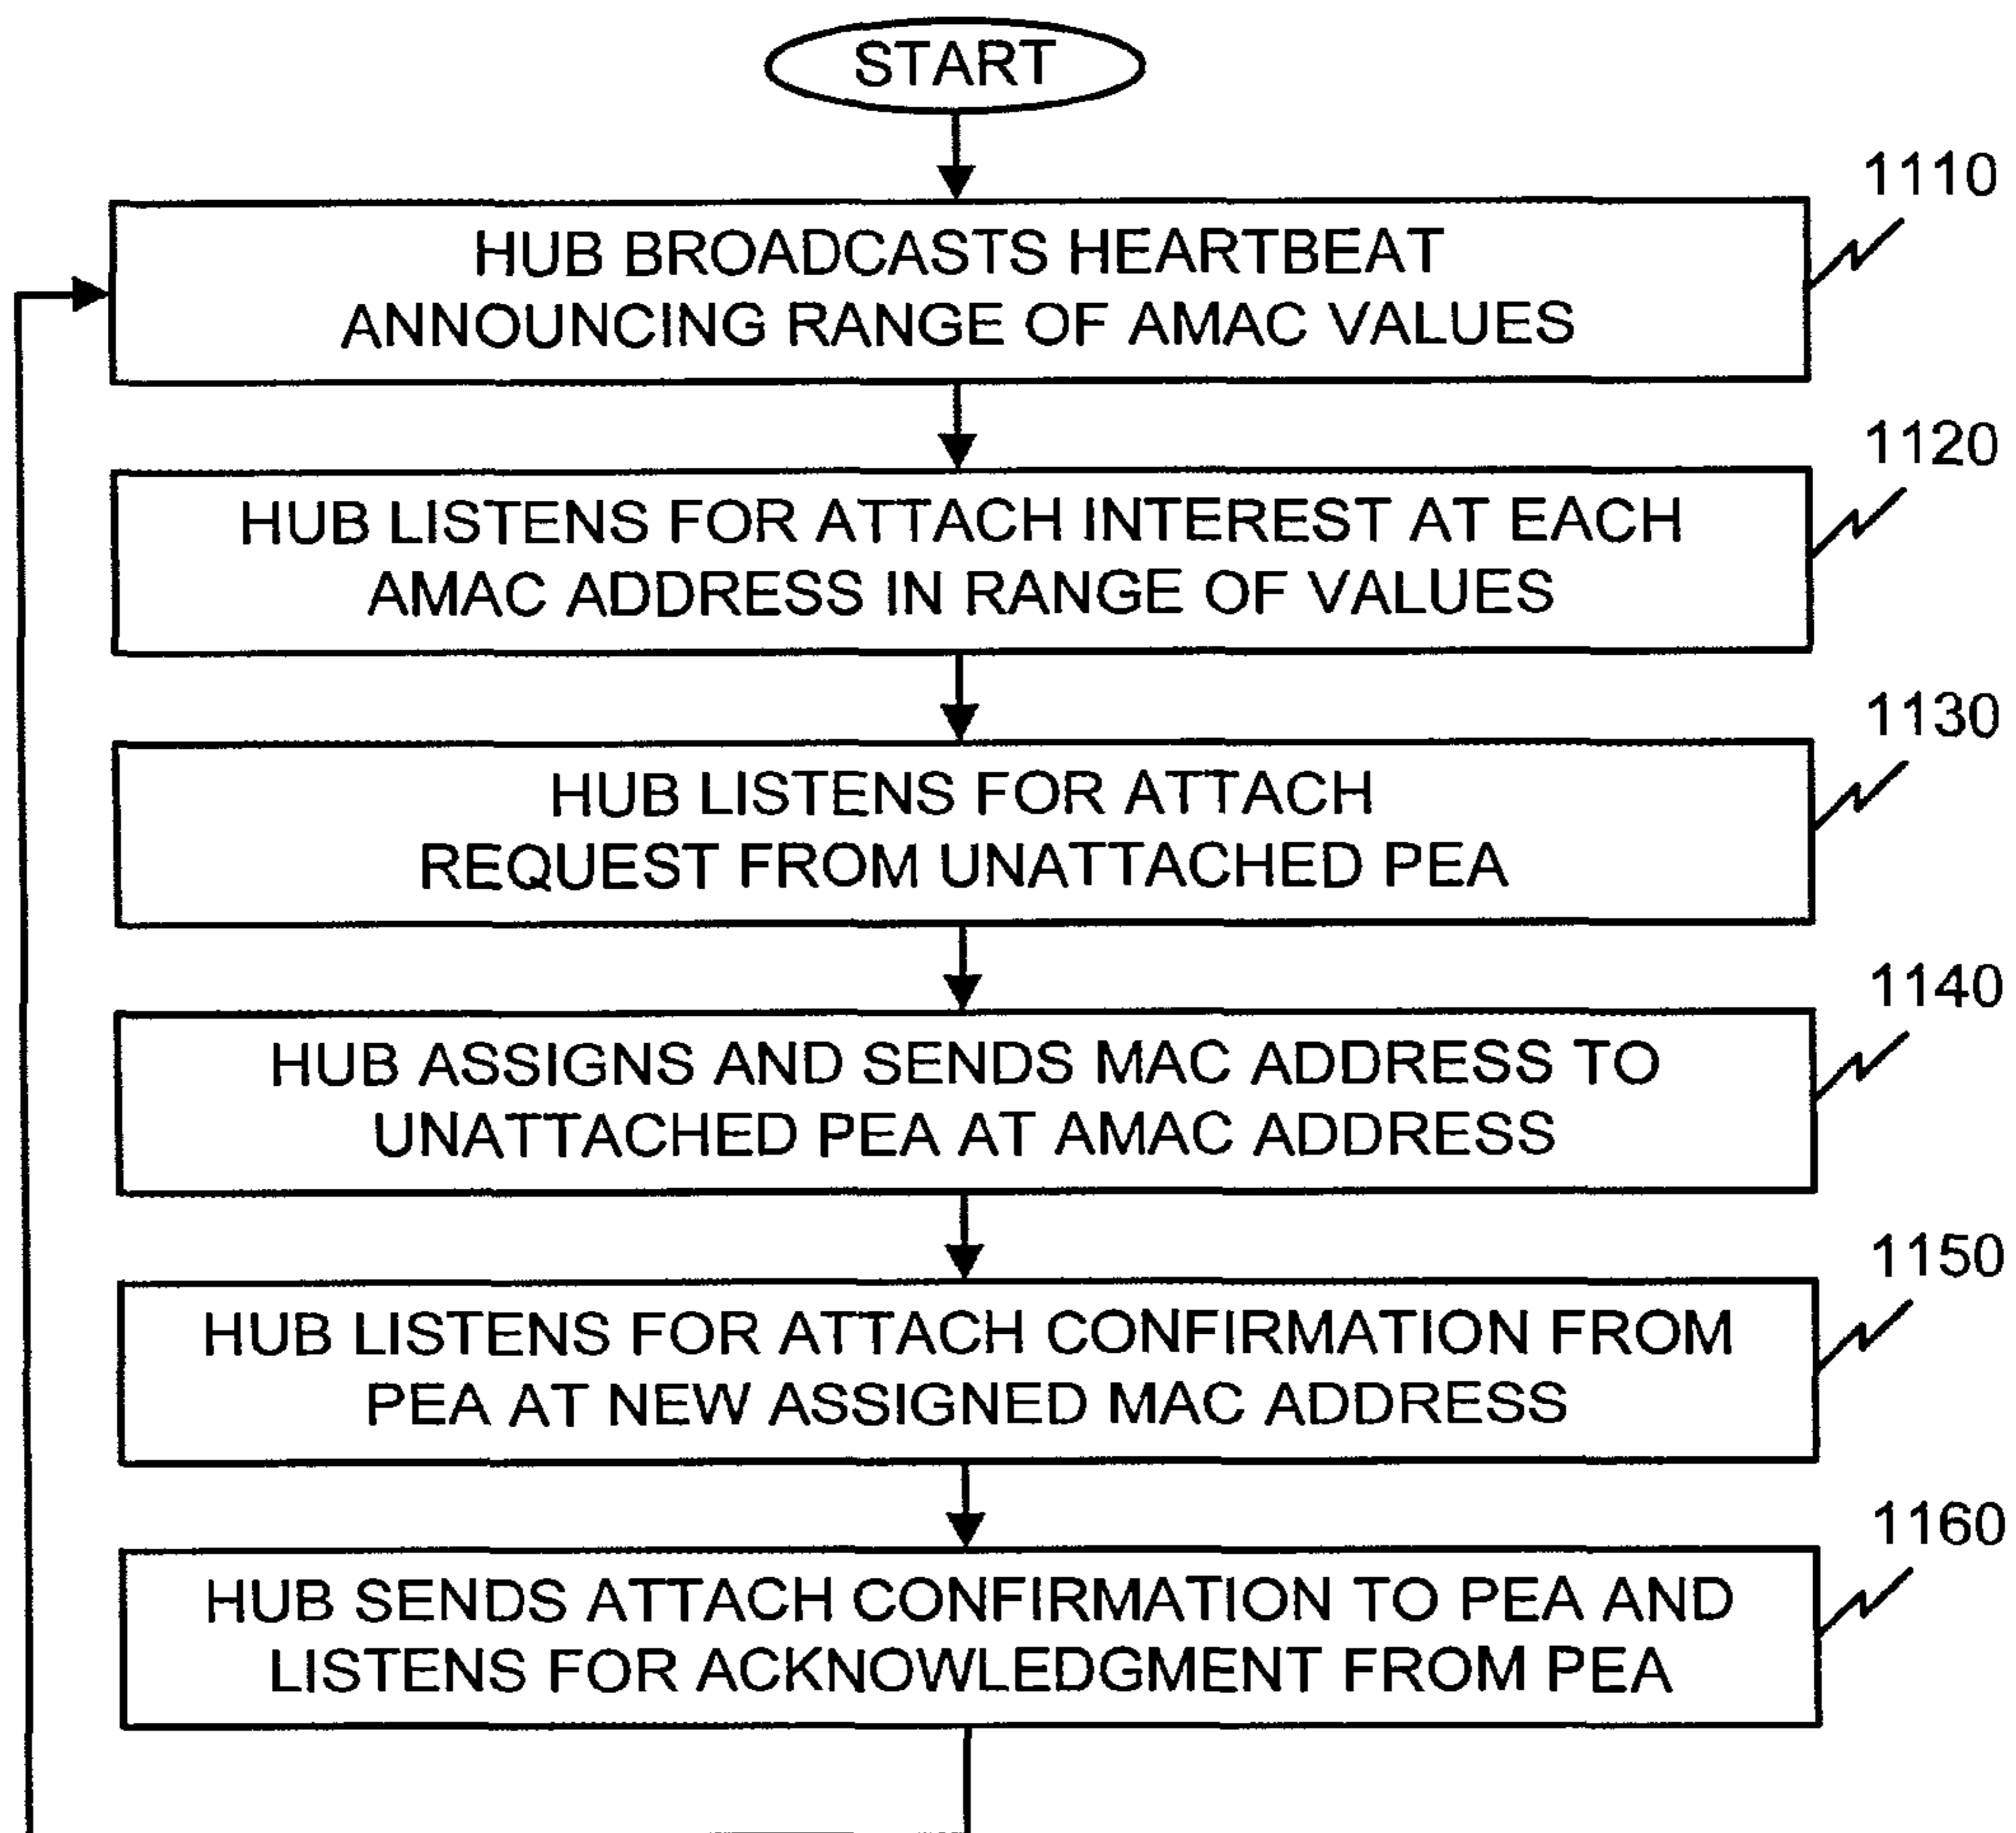 START
1110
HUB BROADCASTS HEARTBEAT
ANNOUNCING RANGE OF AMAC VALUES
1120
HUB LISTENS FOR ATTACH INTEREST AT EACH
AMAC ADDRESS IN RANGE OF VALUES
1130
HUB LISTENS FOR ATTACH
REQUEST FROM UNATTACHED PEA
1140
HUB ASSIGNS AND SENDS MAC ADDRESS TO
UNATTACHED PEA AT AMAC ADDRESS
1150
HUB LISTENS FOR ATTACH CONFIRMATION FROM
PEA AT NEW ASSIGNED MAC ADDRESS
1160
HUB SENDS ATTACH CONFIRMATION TO PEA AND
LISTENS FOR ACKNOWLEDGMENT FROM PEA